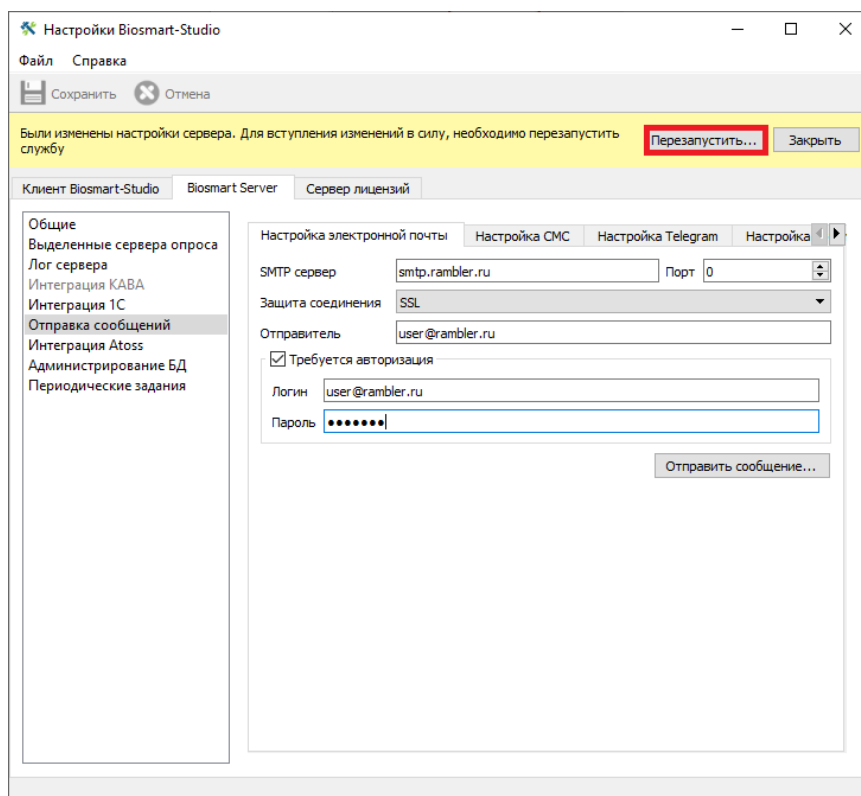 Настройки Biosmart-Studio
Файл Справка
Сохранить Отмена
Были изменены настройки сервера. Для вступления изменений в силу, необходимо перезапустить
службу
Перезапустить... Закрыть
Клиент Biosmart-Studio Biosmart Server Сервер лицензий
Общие
Выделенные сервера опроса
Лог сервера
Интеграция KABA
Интеграция 1С
Отправка сообщений
Интеграция Atoss
Администрирование БД
Периодические задания
Настройка электронной почты Настройка СМС Настройка Telegram Настройка
SMTP сервер smtp.rambler.ru Порт 0
Защита соединения SSL
Отправитель user@rambler.ru
Требуется авторизация
Логин user@rambler.ru
Пароль •••••••
Отправить сообщение...